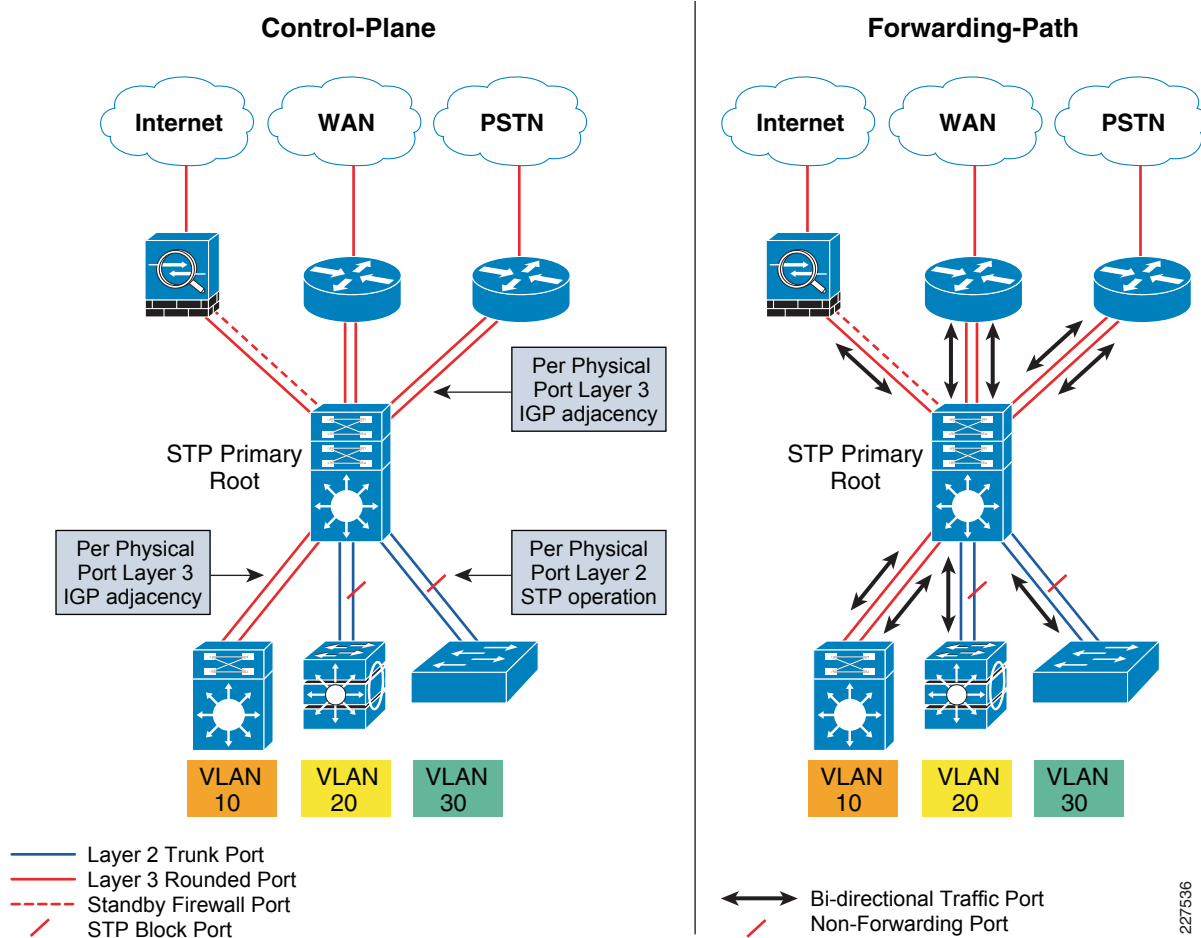 Control-Plane
Internet
WAN
PSTN
Per Physical
Port Layer 3
IGP adjacency
STP Primary
Root
Per Physical
Port Layer 3
IGP adjacency
Per Physical
Port Layer 2
STP operation
VLAN
10
VLAN
20
VLAN
30
Layer 2 Trunk Port
Layer 3 Rounded Port
Standby Firewall Port
STP Block Port
Forwarding-Path
Internet
WAN
PSTN
STP Primary
Root
VLAN
10
VLAN
20
VLAN
30
Bi-directional Traffic Port
Non-Forwarding Port
227536